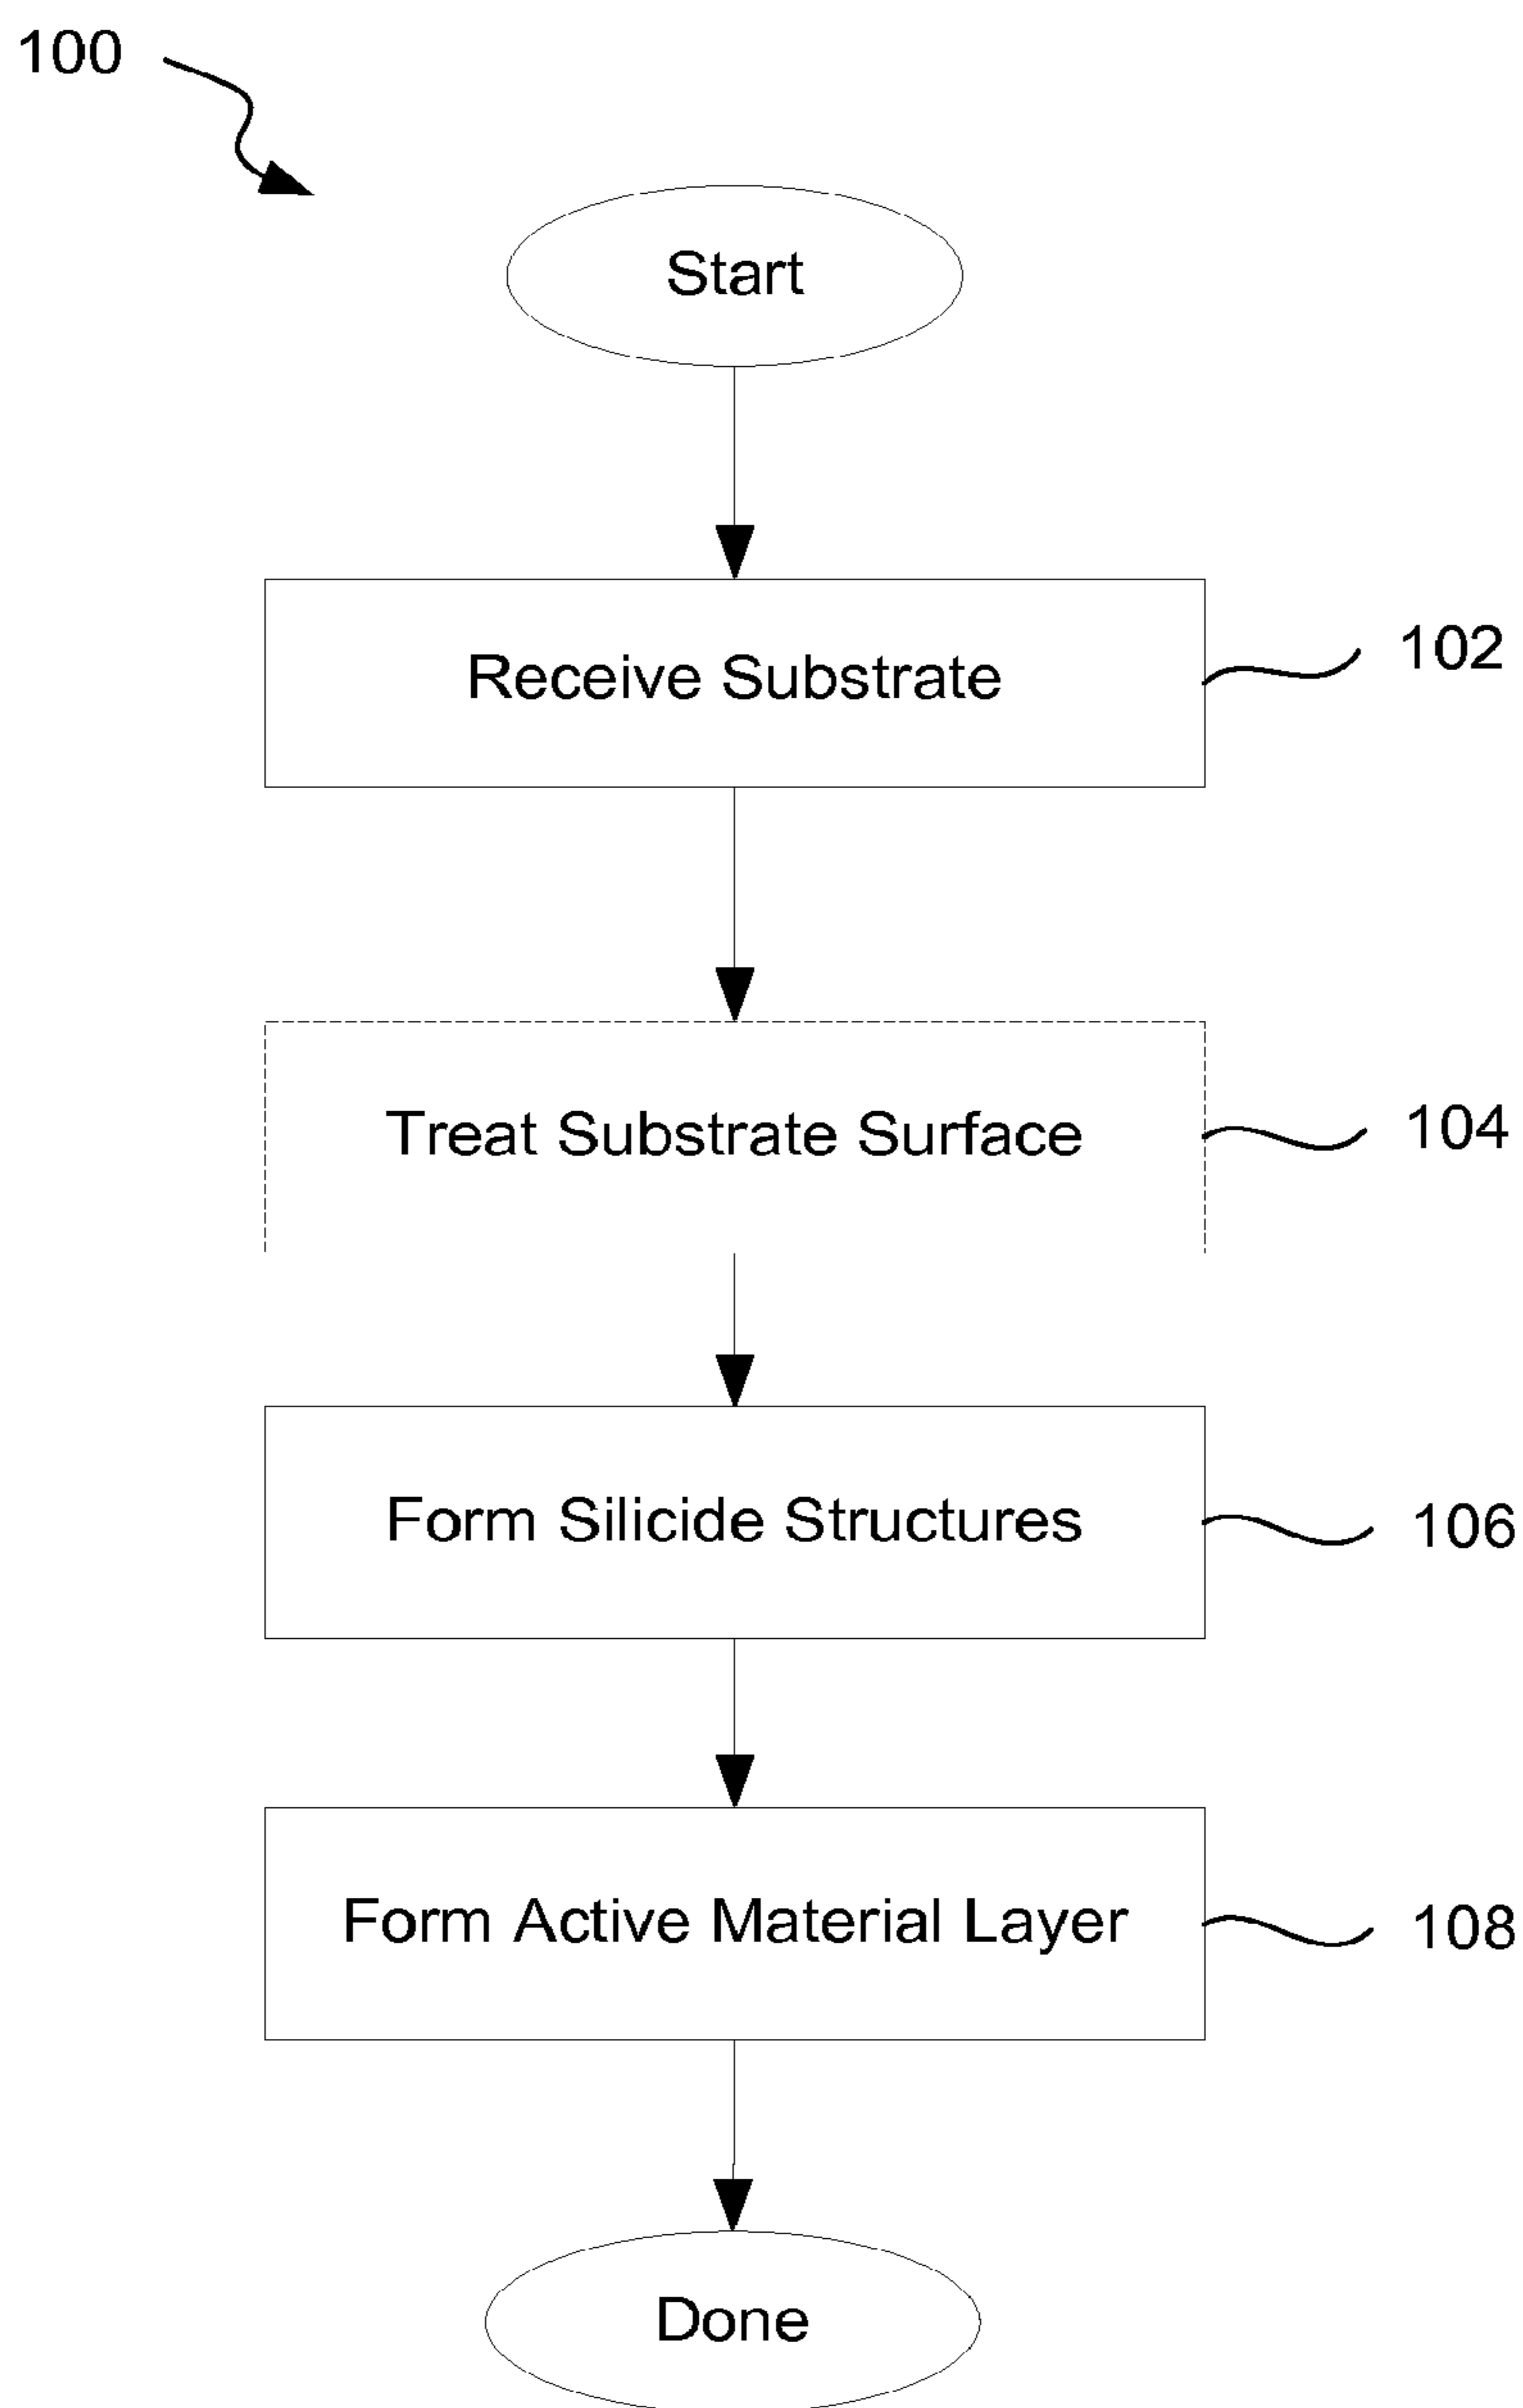 100
Start
Receive Substrate
102
Treat Substrate Surface
104
Form Silicide Structures
106
Form Active Material Layer
108
Done